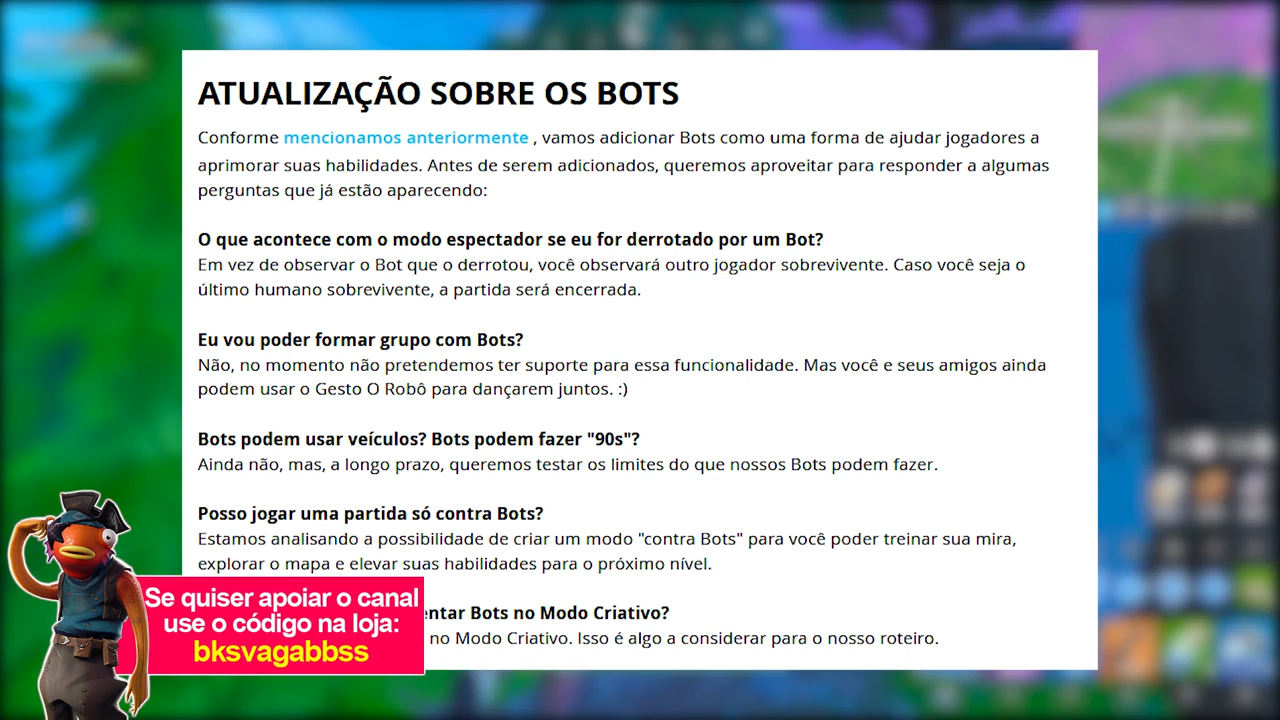 ATUALIZAÇÃO SOBRE OS BOTS
Conforme mencionamos anteriormente , vamos adicionar Bots como uma forma de ajudar jogadores a
aprimorar suas habilidades. Antes de serem adicionados, queremos aproveitar para responder a algumas
perguntas que já estão aparecendo:
O que acontece com o modo espectador se eu for derrotado por um Bot?
Em vez de observar o Bot que o derrotou, você observará outro jogador sobrevivente. Caso você seja o
último humano sobrevivente, a partida será encerrada.
Eu vou poder formar grupo com Bots?
Não, no momento não pretendemos ter suporte para essa funcionalidade. Mas você e seus amigos ainda
podem usar o Gesto O Robô para dançarem juntos. :)
Bots podem usar veículos? Bots podem fazer "90s"?
Ainda não, mas, a longo prazo, queremos testar os limites do que nossos Bots podem fazer.
Posso jogar uma partida só contra Bots?
Estamos analisando a possibilidade de criar um modo "contra Bots" para você poder treinar sua mira,
explorar o mapa e elevar suas habilidades para o próximo nível.
entar Bots no Modo Criativo?
no Modo Criativo. Isso é algo a considerar para o nosso roteiro.
Se quiser apoiar o canal
use o código na loja:
bksvagabbss